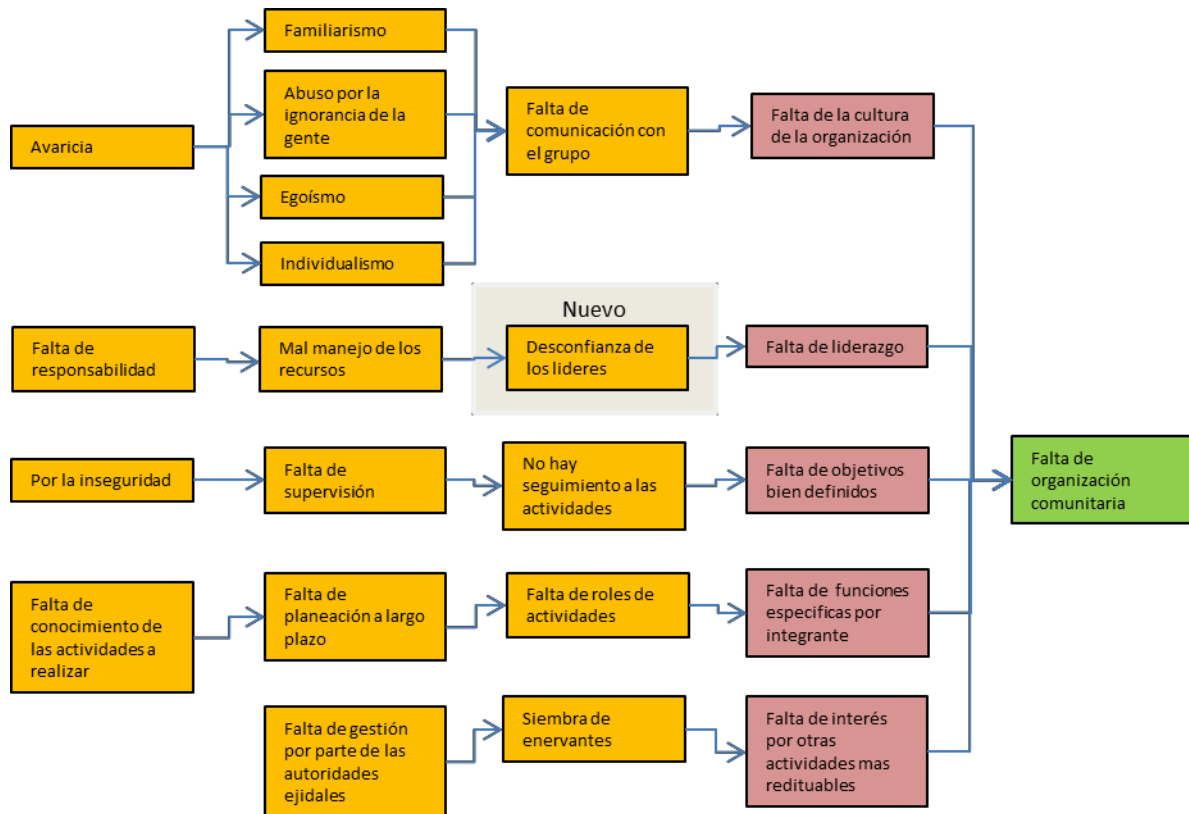 Familiarismo
Abuso por la
ignorancia de la
gente
Avaricia
Egoísmo
Individualismo
Falta de
comunicación con
el grupo
Falta de la cultura
de la organización
Falta de
responsabilidad
Mal manejo de los
recursos
Nuevo
Desconfianza de
los lideres
Falta de liderazgo
Por la inseguridad
Falta de
supervisión
No hay
seguimiento a las
actividades
Falta de objetivos
bien definidos
Falta de
organización
comunitaria
Falta de
conocimiento de
las actividades a
realizar
Falta de
planeación a largo
plazo
Falta de roles de
actividades
Falta de funciones
especificas por
integrante
Falta de gestión
por parte de las
autoridades
ejidales
Siembra de
enervantes
Falta de interés
por otras
actividades mas
redituables